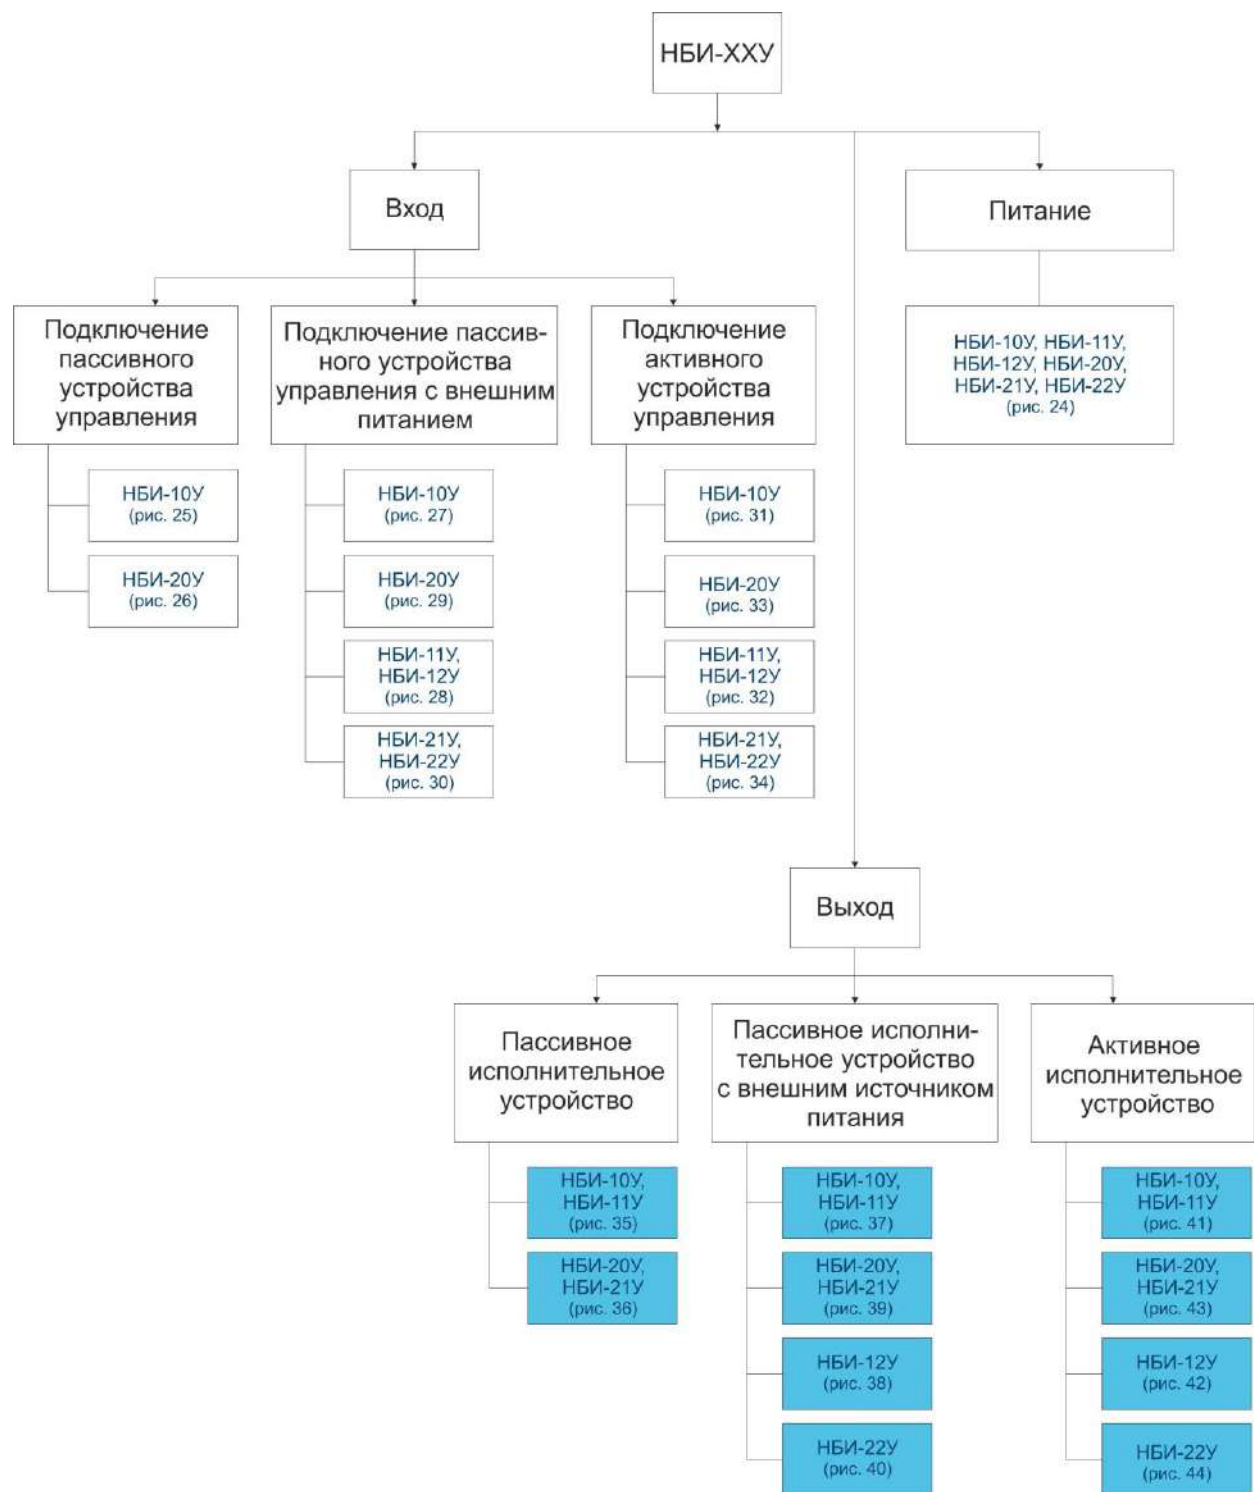 НБИ-ХХУ
Вход
Питание
Подключение
пассивного
устройства
управления
Подключение пассив-
ного устройства
управления с внешним
питанием
Подключение
активного
устройства
управления
НБИ-10У, НБИ-11У,
НБИ-12У, НБИ-20У,
НБИ-21У, НБИ-22У
(рис. 24)
НБИ-10У
(рис. 25)
НБИ-20У
(рис. 26)
НБИ-10У
(рис. 27)
НБИ-20У
(рис. 29)
НБИ-11У,
НБИ-12У
(рис. 28)
НБИ-21У,
НБИ-22У
(рис. 30)
НБИ-10У
(рис. 31)
НБИ-20У
(рис. 33)
НБИ-11У,
НБИ-12У
(рис. 32)
НБИ-21У,
НБИ-22У
(рис. 34)
Выход
Пассивное
исполнительное
устройство
Пассивное исполни-
тельное устройство
с внешним источником
питания
Активное
исполнительное
устройство
НБИ-10У,
НБИ-11У
(рис. 35)
НБИ-20У,
НБИ-21У
(рис. 36)
НБИ-10У,
НБИ-11У
(рис. 37)
НБИ-20У,
НБИ-21У
(рис. 39)
НБИ-12У
(рис. 38)
НБИ-22У
(рис. 40)
НБИ-10У,
НБИ-11У
(рис. 41)
НБИ-20У,
НБИ-21У
(рис. 43)
НБИ-12У
(рис. 42)
НБИ-22У
(рис. 44)